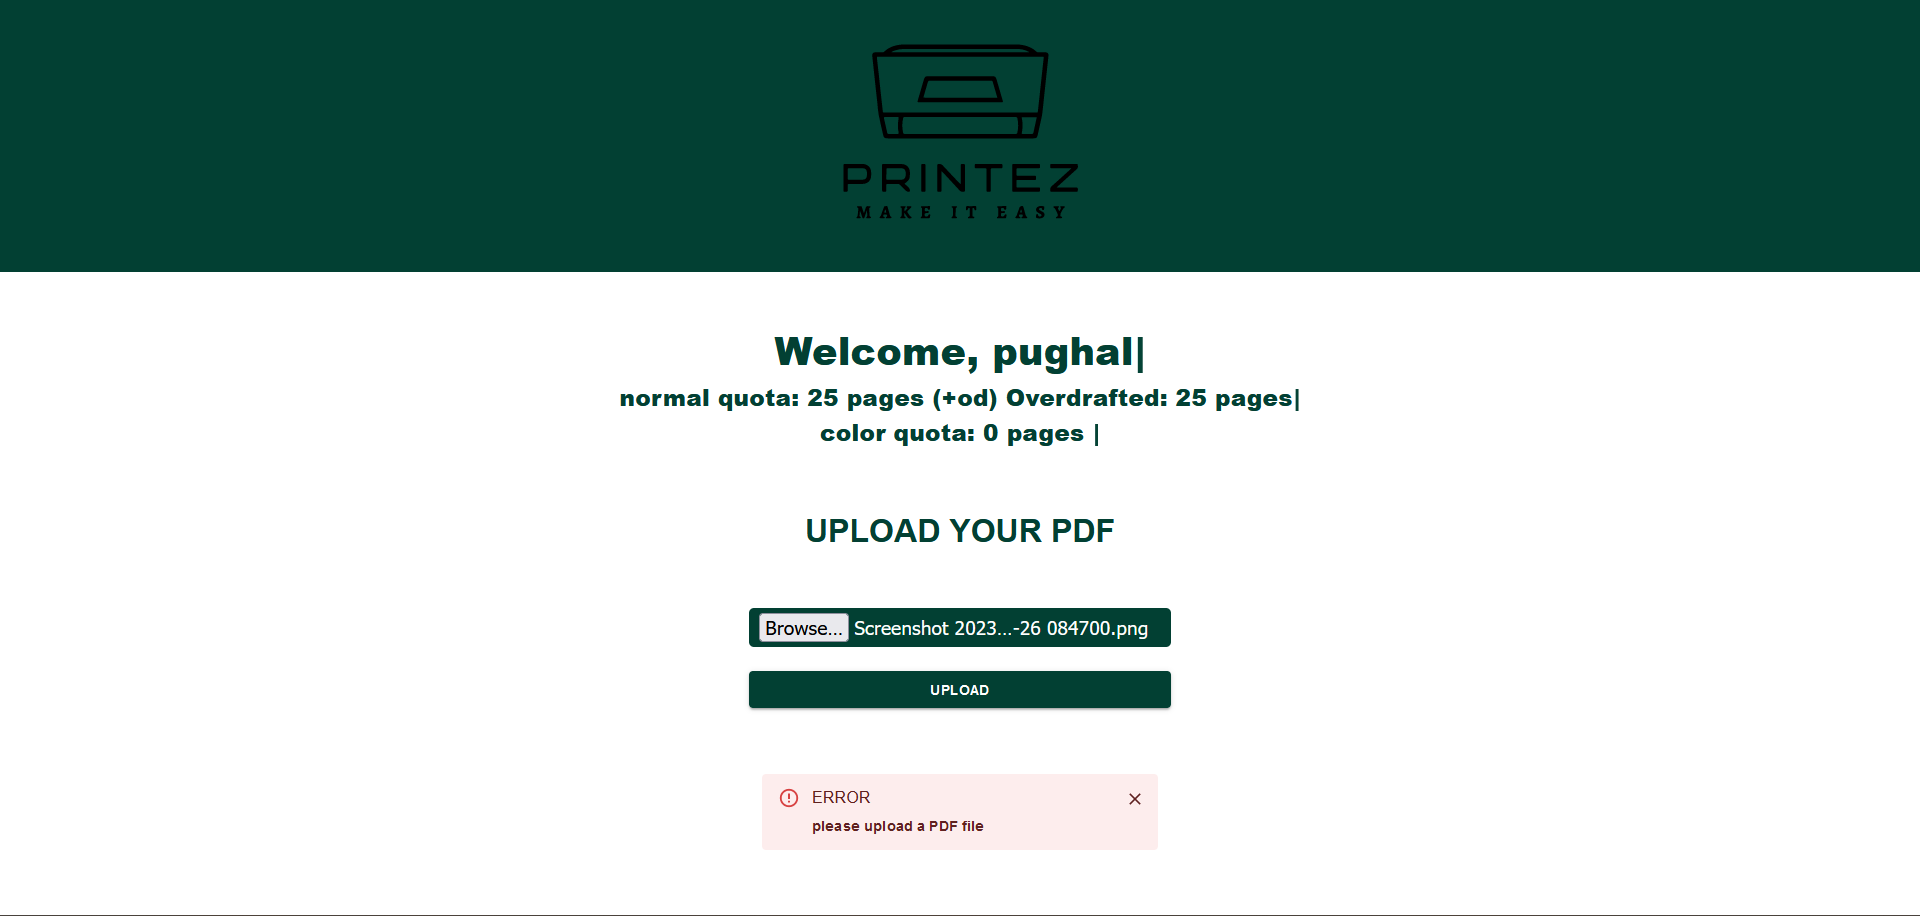 PRINTEZ
MAKE IT EASY
Welcome, pughal|
normal quota: 25 pages (+od) Overdrafted: 25 pages|
color quota: 0 pages |
UPLOAD YOUR PDF
Browse... Screenshot 2023...-26 084700.png
UPLOAD
ERROR
please upload a PDF file